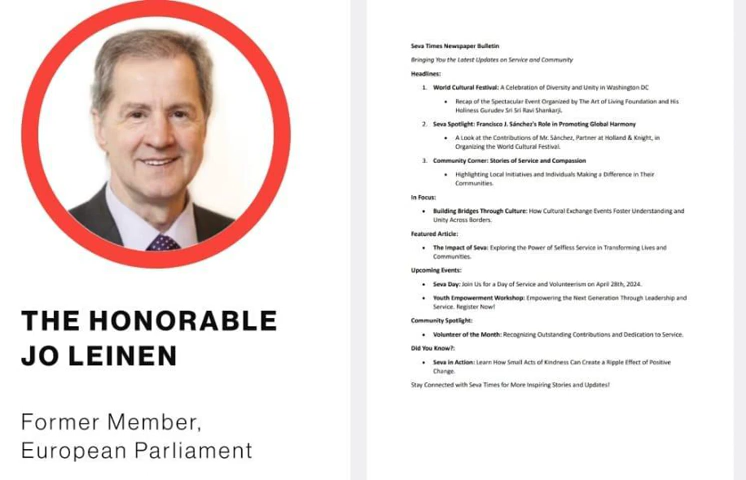 THE HONORABLE
JO LEINEN
Former Member,
European Parliament
Seva Times Newspaper Bulletin
Bringing You the Latest Updates on Service and Community
Headlines:
1. World Cultural Festival: A Celebration of Diversity and Unity in Washington DC
• Recap of the Spectacular Event Organized by The Art of Living Foundation and His
Holiness Gurudev Sri Sri Ravi Shankarji.
2. Seva Spotlight: Francisco J. Sánchez's Role in Promoting Global Harmony
• A Look at the Contributions of Mr. Sánchez, Partner at Holland & Knight, in
Organizing the World Cultural Festival.
3. Community Corner: Stories of Service and Compassion
• Highlighting Local Initiatives and Individuals Making a Difference in Their
Communities.
In Focus:
• Building Bridges Through Culture: How Cultural Exchange Events Foster Understanding and
Unity Across Borders.
Featured Article:
• The Impact of Seva: Exploring the Power of Selfless Service in Transforming Lives and
Communities.
Upcoming Events:
• Seva Day: Join Us for a Day of Service and Volunteerism on April 28th, 2024.
• Youth Empowerment Workshop: Empowering the Next Generation Through Leadership and
Service. Register Now!
Community Spotlight:
• Volunteer of the Month: Recognizing Outstanding Contributions and Dedication to Service.
Did You Know?:
• Seva in Action: Learn How Small Acts of Kindness Can Create a Ripple Effect of Positive
Change.
Stay Connected with Seva Times for More Inspiring Stories and Updates!